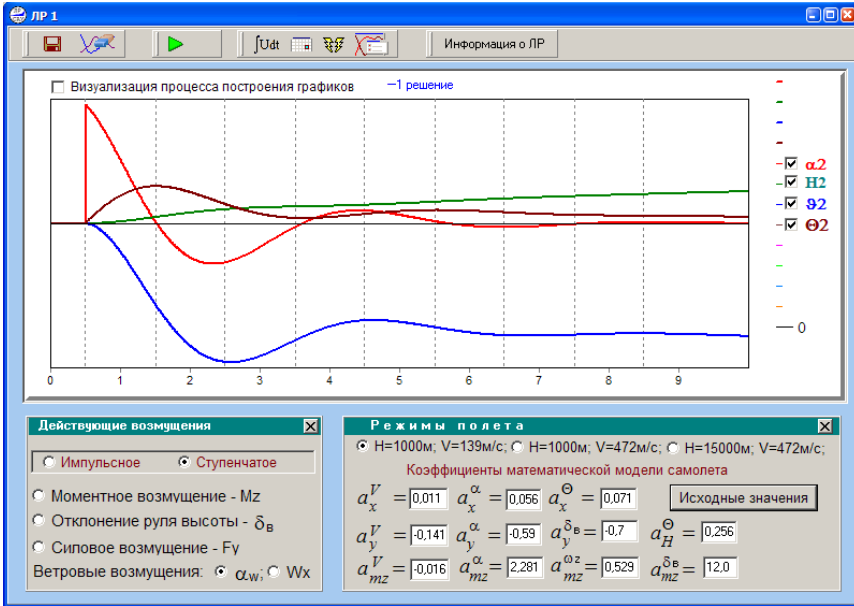 ЛР 1
∫Udt Информация о ЛР
Визуализация процесса построения графиков —1 решение
α2
H2
ϑ2
Θ2
0
0 1 2 3 4 5 6 7 8 9
Действующие возмущения
Импульсное Ступенчатое
Моментное возмущение - Mz
Отклонение руля высоты - δв
Силовое возмущение - Fy
Ветровые возмущения: αw; Wx
Режимы полета
H=1000м; V=139м/с; H=1000м; V=472м/с; H=15000м; V=472м/с;
Коэффициенты математической модели самолета
a_x^V = 0,011 a_x^α = 0,056 a_x^Θ = 0,071 Исходные значения
a_y^V = -0,141 a_y^α = -0,59 a_y^δв = -0,7 a_H^Θ = 0,256
a_mz^V = -0,016 a_mz^α = 2,281 a_mz^ωz = 0,529 a_mz^δв = 12,0